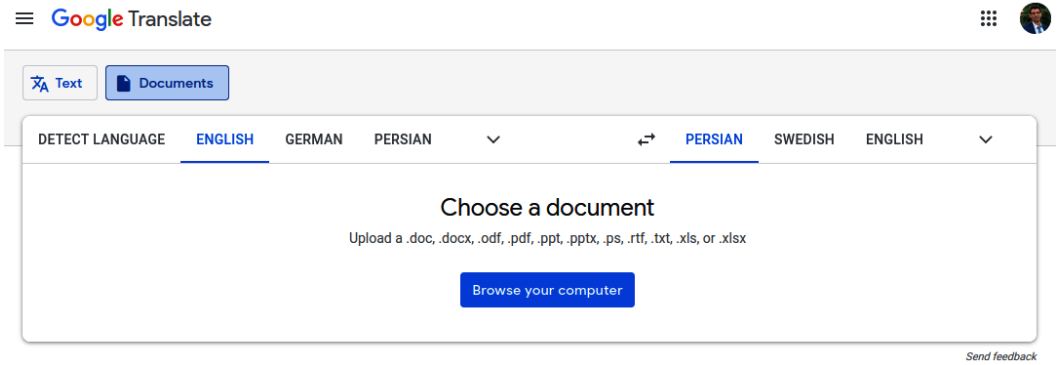 Google Translate
Text Documents
DETECT LANGUAGE ENGLISH GERMAN PERSIAN PERSIAN SWEDISH ENGLISH
Choose a document
Upload a .doc, .docx, .odf, .pdf, .ppt, .pptx, .ps, .rtf, .txt, .xls, or .xlsx
Browse your computer
Send feedback